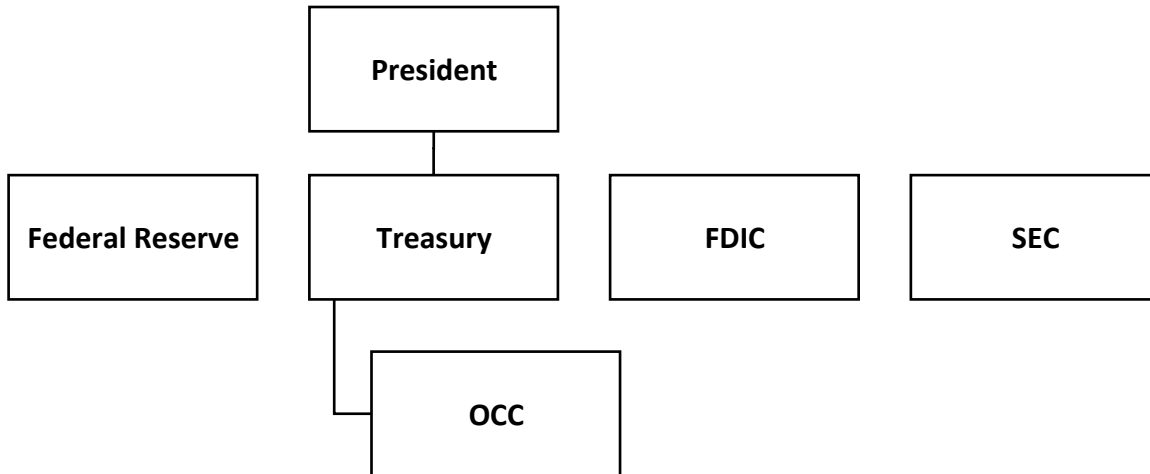 President
Federal Reserve
Treasury
FDIC
SEC
OCC